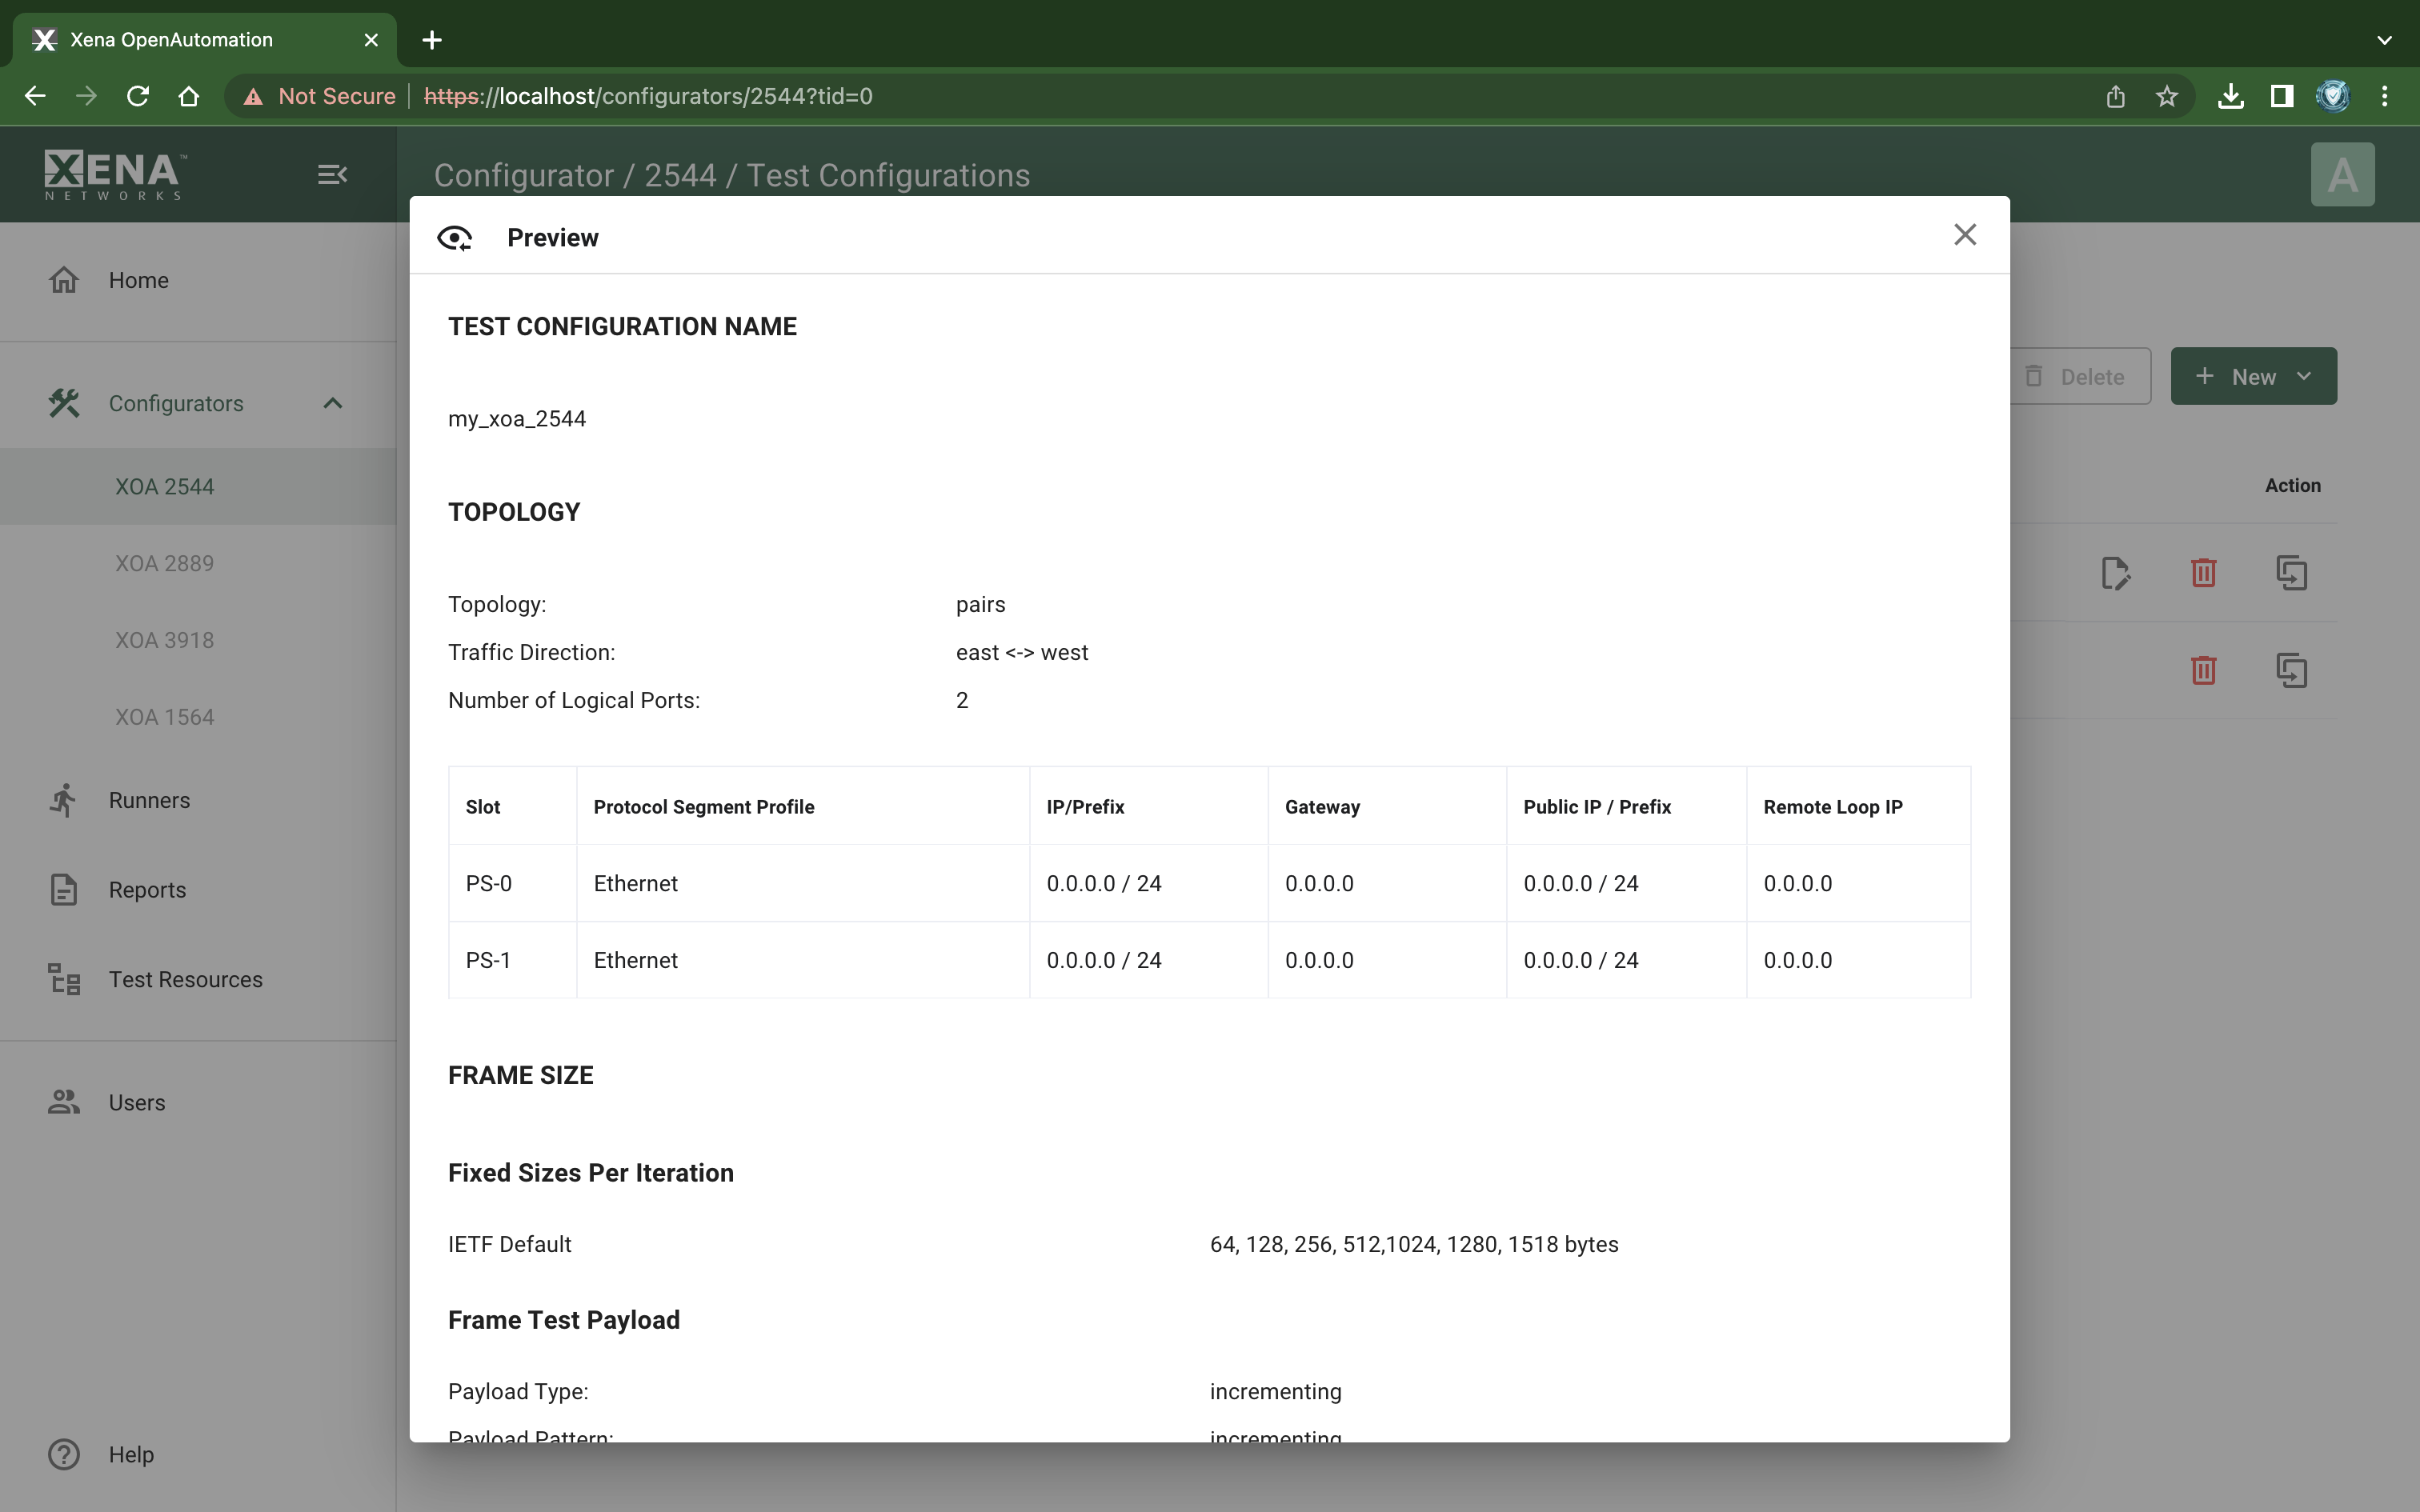 Xena OpenAutomation
Not Secure https://localhost/configurators/2544?tid=0
XENA™
NETWORKS
Configurator / 2544 / Test Configurations
A
Home
Configurators
XOA 2544
XOA 2889
XOA 3918
XOA 1564
Runners
Reports
Test Resources
Users
Help
Delete
New
Action
Preview
TEST CONFIGURATION NAME
my_xoa_2544
TOPOLOGY
Topology: pairs
Traffic Direction: east <-> west
Number of Logical Ports: 2
Slot Protocol Segment Profile IP/Prefix Gateway Public IP / Prefix Remote Loop IP
PS-0 Ethernet 0.0.0.0 / 24 0.0.0.0 0.0.0.0 / 24 0.0.0.0
PS-1 Ethernet 0.0.0.0 / 24 0.0.0.0 0.0.0.0 / 24 0.0.0.0
FRAME SIZE
Fixed Sizes Per Iteration
IETF Default 64, 128, 256, 512,1024, 1280, 1518 bytes
Frame Test Payload
Payload Type: incrementing
Payload Pattern: incrementing